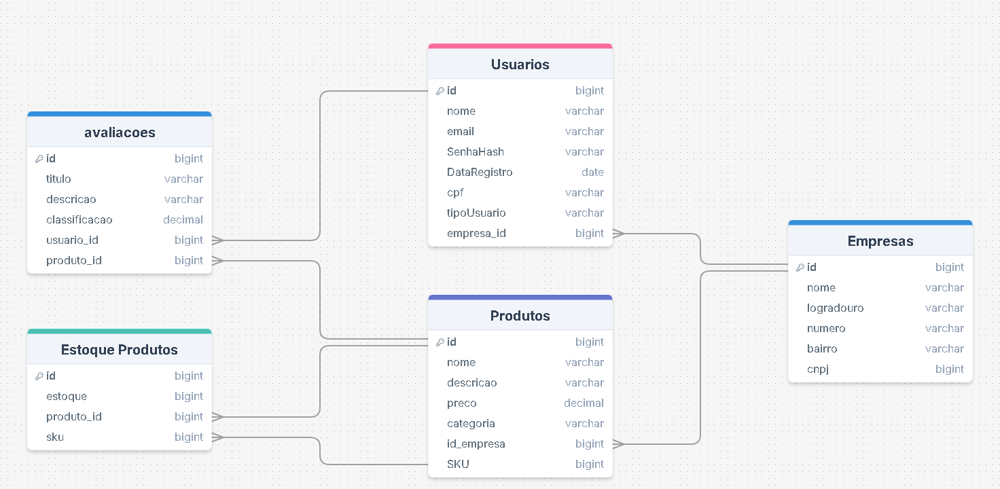 Usuarios
id bigint
nome varchar
email varchar
SenhaHash varchar
DataRegistro date
cpf varchar
tipoUsuario varchar
empresa_id bigint
avaliacoes
id bigint
titulo varchar
descricao varchar
classificacao decimal
usuario_id bigint
produto_id bigint
Empresas
id bigint
nome varchar
logradouro varchar
numero varchar
bairro varchar
cnpj bigint
Produtos
id bigint
nome varchar
descricao varchar
preco decimal
categoria varchar
id_empresa bigint
SKU bigint
Estoque Produtos
id bigint
estoque bigint
produto_id bigint
sku bigint